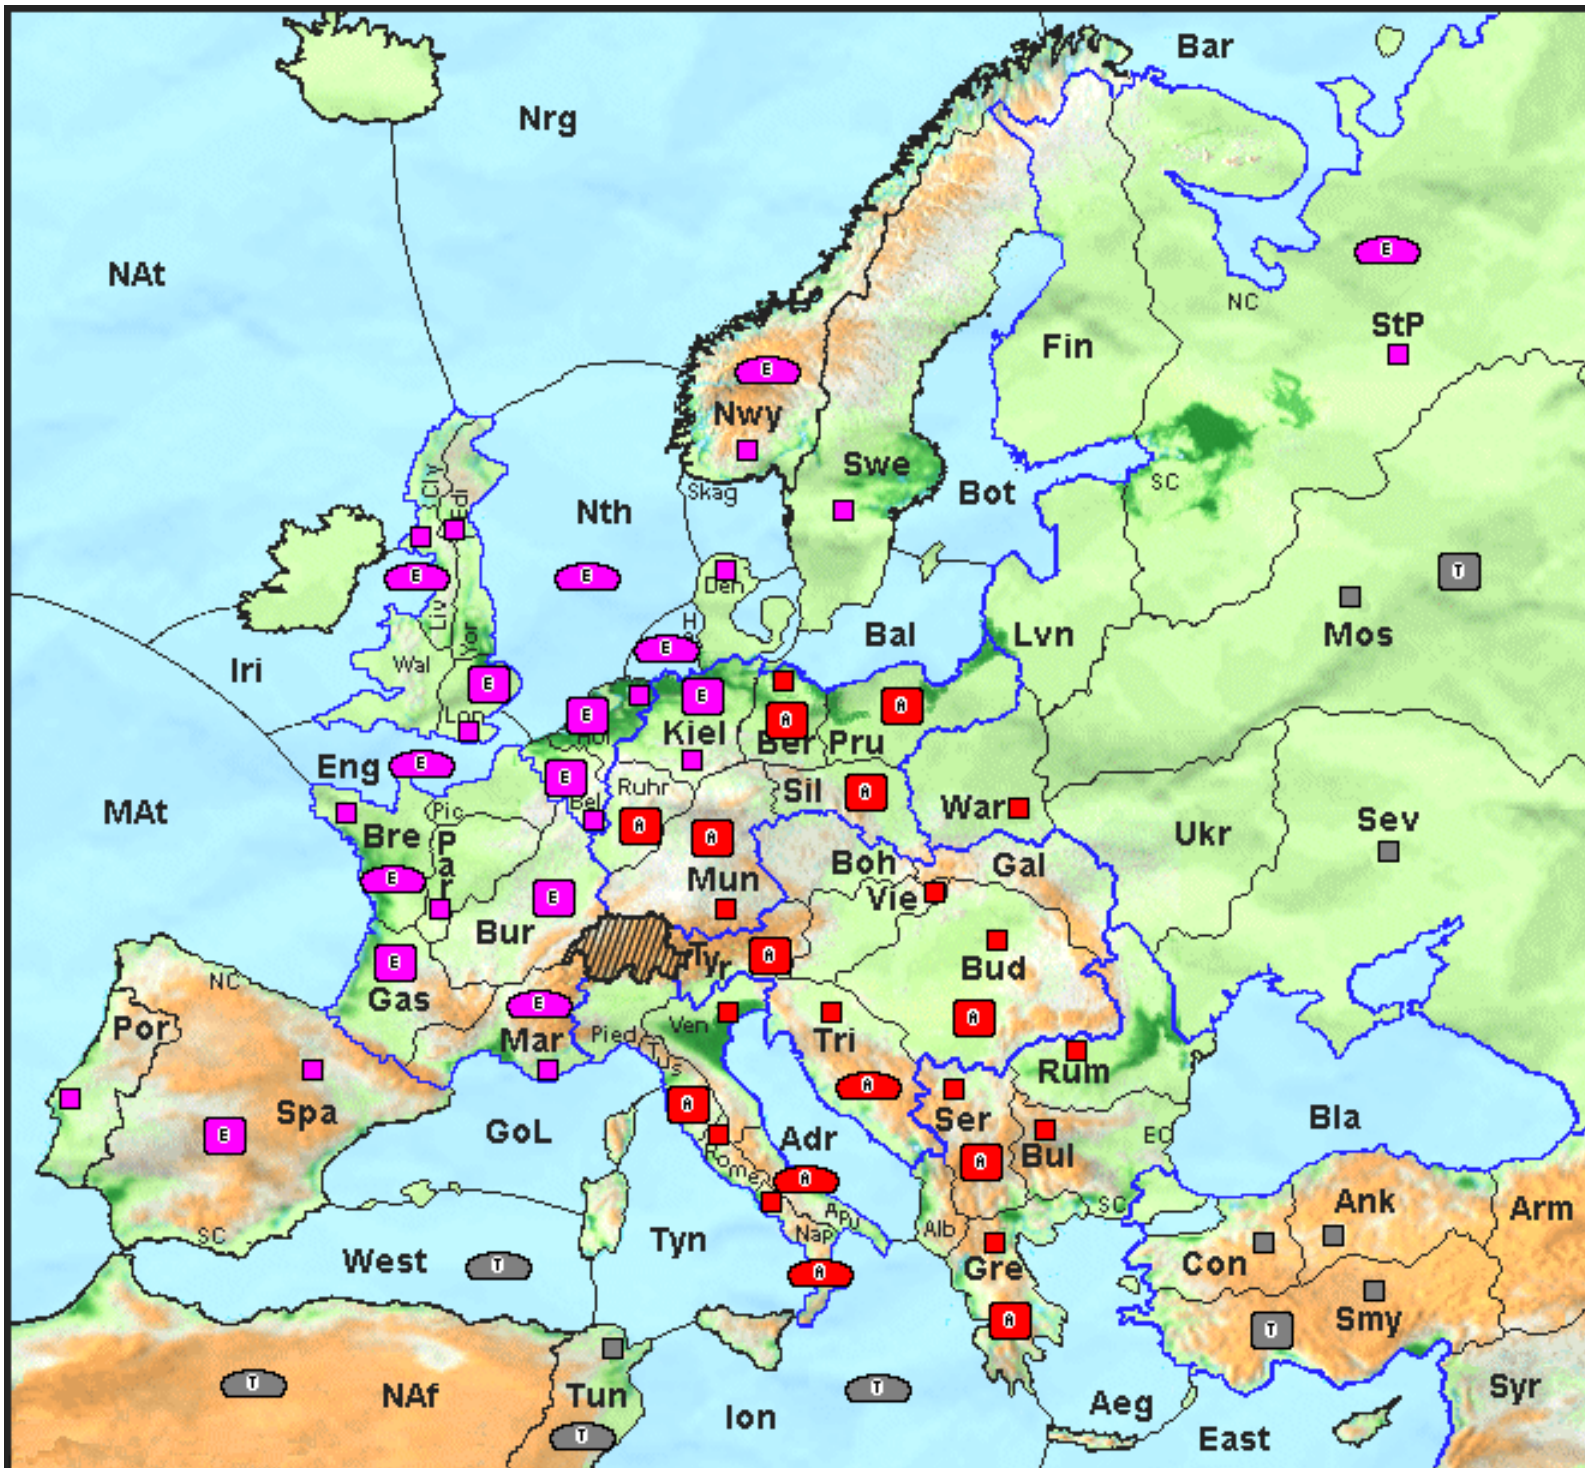 Bar
Nrg
E
NAt
NC
StP
Fin
E
Nwy
Swe
Cly
Edi
SC
Skag
Bot
Nth
T
E
E
Den
Liv
Yor
H
Bal
Lvn
Mos
Iri
Wal
E
E
E
Lon
E
Hol
Kiel
A
Ber
A
Pru
Eng
E
E
Bel
Ruhr
Sil
A
War
MAt
Pic
Bre
Par
A
A
Ukr
Sev
Boh
Gal
E
E
Mun
Vie
Bur
E
Tyr
A
Bud
NC
Gas
E
A
Por
Mar
Pied
Ven
Tri
Tus
Rum
A
Spa
A
Ser
GoL
E
Adr
Bul
EC
Bla
Rome
A
A
SC
Apu
Nap
Alb
SC
Ank
Arm
Tyn
West
T
A
Gre
Con
A
T
Smy
T
NAf
Tun
T
Ion
T
Aeg
Syr
East